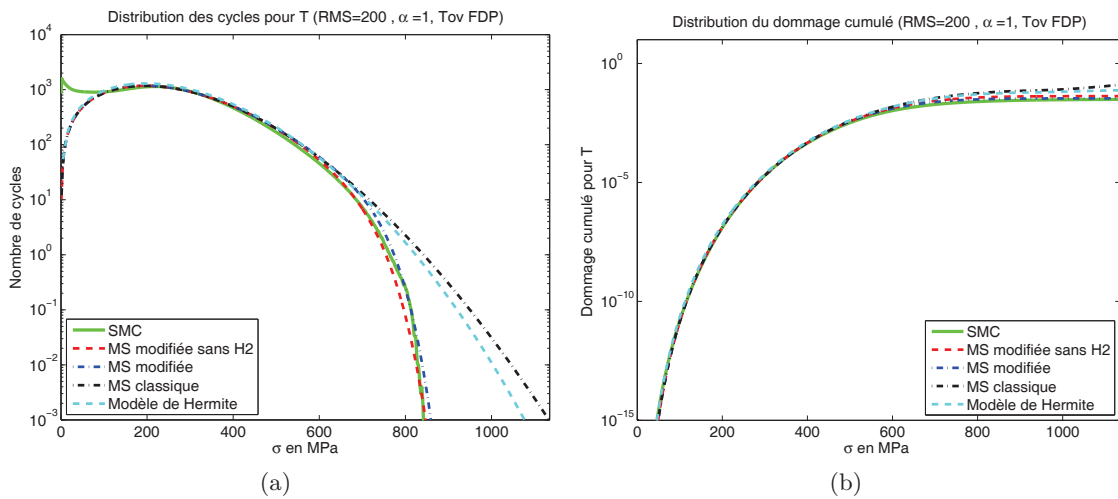 Distribution des cycles pour T (RMS=200 , α =1, Tov FDP)
Nombre de cycles
10^4
10^3
10^2
10^1
10^0
10^-1
10^-2
10^-3
SMC
MS modifiée sans H2
MS modifiée
MS classique
Modèle de Hermite
0 200 400 600 800 1000
σ en MPa
(a)
Distribution du dommage cumulé (RMS=200 , α =1, Tov FDP)
Dommage cumulé pour T
10^0
10^-5
10^-10
10^-15
SMC
MS modifiée sans H2
MS modifiée
MS classique
Modèle de Hermite
0 200 400 600 800 1000
σ en MPa
(b)